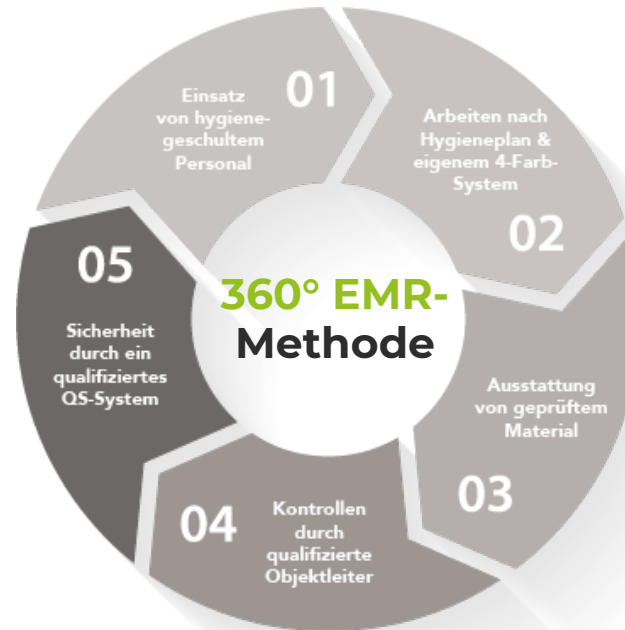 01
Einsatz
von hygiene-
geschultem
Personal
Arbeiten nach
Hygieneplan &
eigenem 4-Farb-
System
02
Ausstattung
von geprüftem
Material
03
04
Kontrollen
durch
qualifizierte
Objektleiter
05
Sicherheit
durch ein
qualifiziertes
QS-System
360° EMR-
Methode